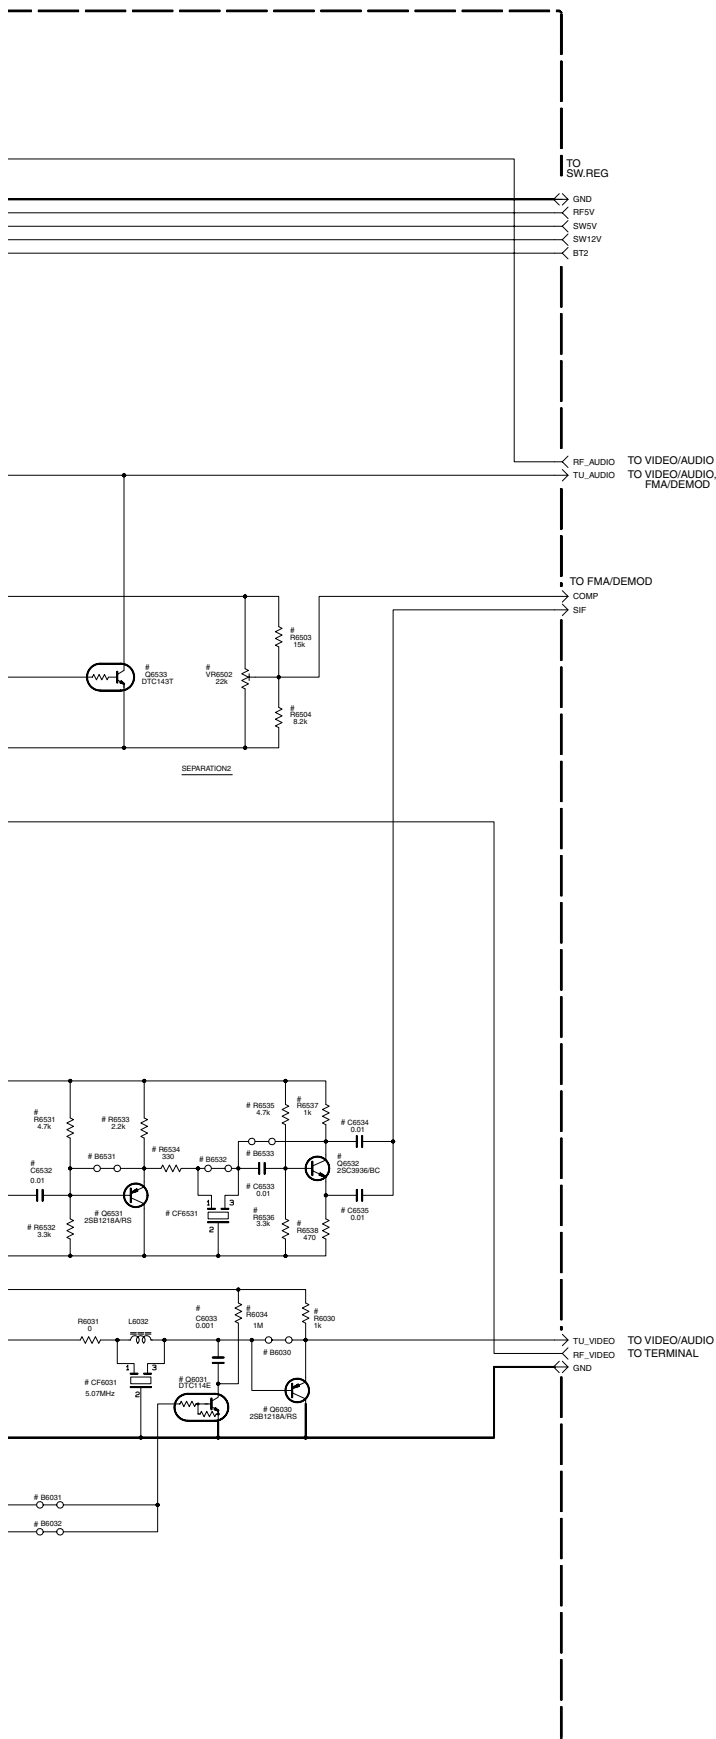 TO
SW.REG
GND
RF5V
SW5V
SW12V
BT2
RF_AUDIO TO VIDEO/AUDIO
TU_AUDIO TO VIDEO/AUDIO,
FMA/DEMOD
TO FMA/DEMOD
COMP
SIF
#
R6503
15k
#
Q6533
DTC143T
#
VR6502
22k
#
R6504
8.2k
SEPARATION2
#
R6531
4.7k
# R6533
2.2k
# R6535
4.7k
#
R6537
1k
# C6534
0.01
#
C6532
0.01
# B6531
# R6534
330
# B6532
# B6533
#
Q6532
2SC3936/BC
# Q6531
2SB1218A/RS
# R6532
3.3k
# CF6531
1
3
2
C6533
0.01
#
R6536
3.3k
#
R6538
470
# C6535
0.01
R6031
0
L6032
#
C6033
0.001
#
R6034
1M
#
R6030
1k
# B6030
TU_VIDEO TO VIDEO/AUDIO
RF_VIDEO TO TERMINAL
GND
# CF6031
5.07MHz
1
3
2
# Q6031
DTC114E
# Q6030
2SB1218A/RS
# B6031
# B6032